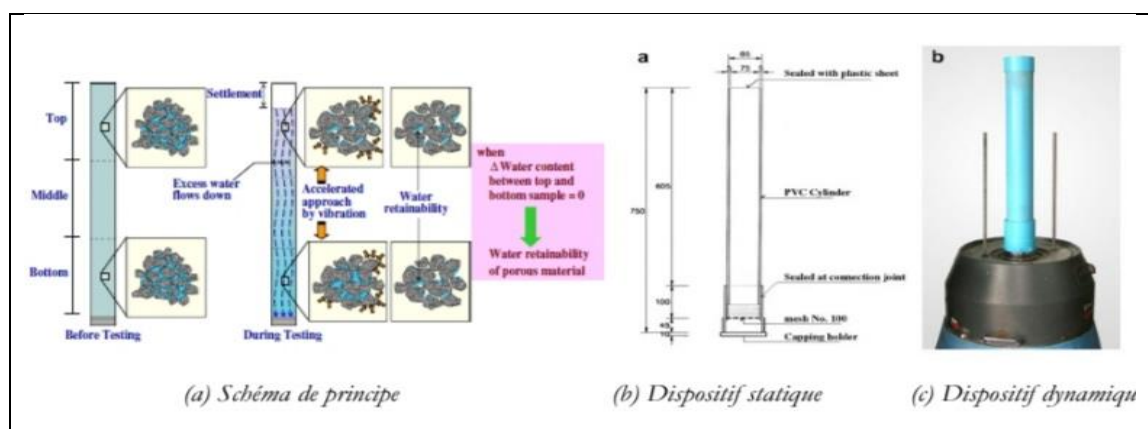 Top
Middle
Bottom
Before Testing
Settlement
Excess water
flows down
During Testing
Accelerated
approach
by vibration
Water
retainability
when
Δ Water content
between top and
bottom sample = 0
Water retainability
of porous material
(a) Schéma de principe
a
75
Sealed with plastic sheet
605
750
PVC Cylinder
Sealed at connection joint
100
mesh No. 100
45
10
Capping holder
(b) Dispositif statique
b
(c) Dispositif dynamiqu